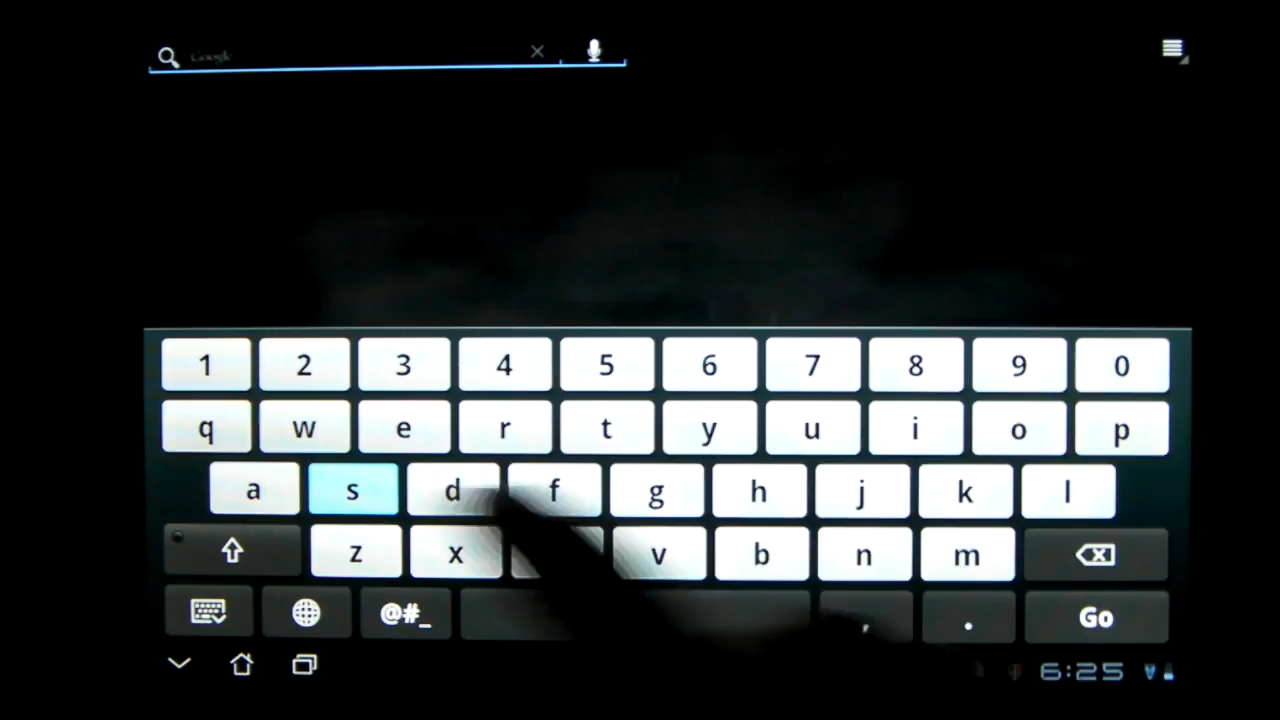 Google
1 2 3 4 5 6 7 8 9 0
q w e r t y u i o p
a s d f g h j k l
z x v b n m
@#_ , . Go
6:25